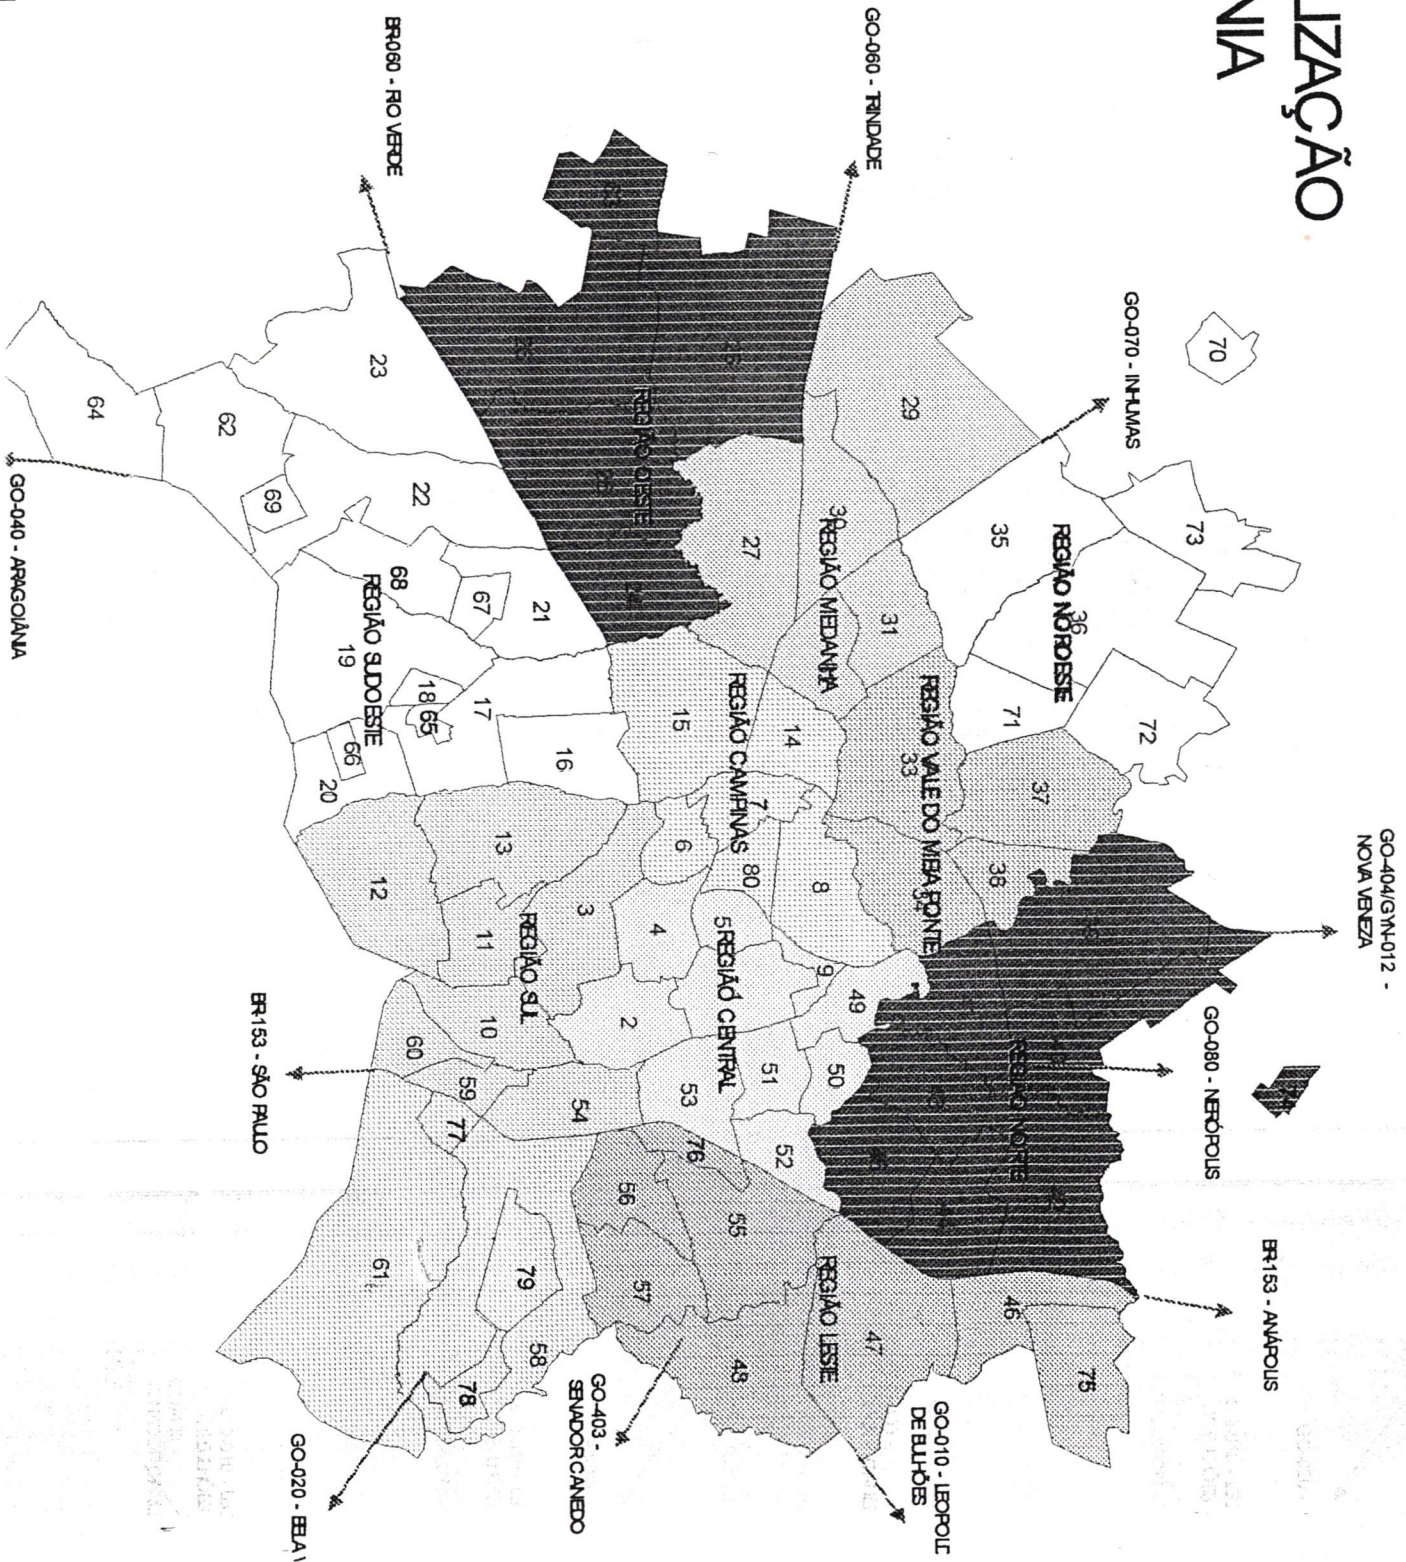 LIZAÇÃO
NIA
GO-404/GYN-012 -
NOVA VENEZA
GO-080 - NERÓPOLIS
BR-153 - ANÁPOLIS
GO-070 - INHUMAS
GO-060 - TRINDADE
BR-060 - RIO VERDE
GO-040 - ARAGOIÂNIA
BR-153 - SÃO PAULO
GO-020 - BELA V
GO-403 -
SENADOR CANEDO
GO-010 - LEOPOLD
DE BULHÕES
REGIÃO NOROESTE
REGIÃO VALE DO MEIA PONTE
REGIÃO MEDANHA
REGIÃO CAMPINAS
REGIÃO OESTE
REGIÃO SUDOESTE
REGIÃO SUL
REGIÃO CENTRAL
REGIÃO NORTE
REGIÃO LESTE
70
73
72
36
35
71
37
38
29
30
31
33
34
27
14
15
7
80
8
6
5
4
3
9
49
50
51
52
53
2
1
54
16
17
18
65
66
20
19
21
67
68
22
69
23
62
64
13
12
11
10
60
59
77
61
79
58
78
76
56
55
57
48
47
46
75